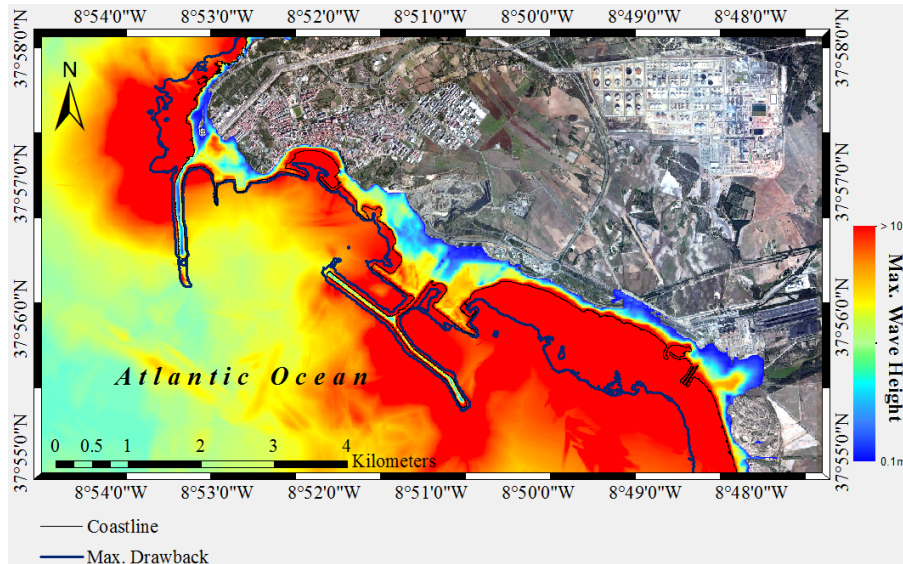 8°54'0"W 8°53'0"W 8°52'0"W 8°51'0"W 8°50'0"W 8°49'0"W 8°48'0"W
37°58'0"N
37°58'0"N
N
37°57'0"N
37°57'0"N
> 10
Max. Wave Height
0.1m
37°56'0"N
37°56'0"N
Atlantic Ocean
0 0.5 1 2 3 4
Kilometers
37°55'0"N
37°55'0"N
8°54'0"W 8°53'0"W 8°52'0"W 8°51'0"W 8°50'0"W 8°49'0"W 8°48'0"W
Coastline
Max. Drawback